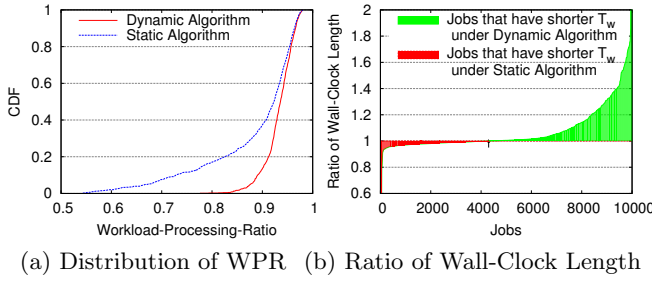 CDF
1
0.8
0.6
0.4
0.2
0
Dynamic Algorithm
Static Algorithm
0.5 0.6 0.7 0.8 0.9 1
Workload-Processing-Ratio
(a) Distribution of WPR
Ratio of Wall-Clock Length
2
1.8
1.6
1.4
1.2
1
0.8
0.6
Jobs that have shorter Tw
under Dynamic Algorithm
Jobs that have shorter Tw
under Static Algorithm
0 2000 4000 6000 8000 10000
Jobs
(b) Ratio of Wall-Clock Length